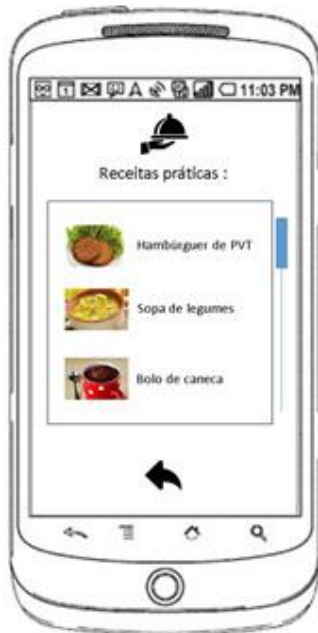 11:03 PM
Receitas práticas :
Hambúrguer de PVT
Sopa de legumes
Bolo de caneca